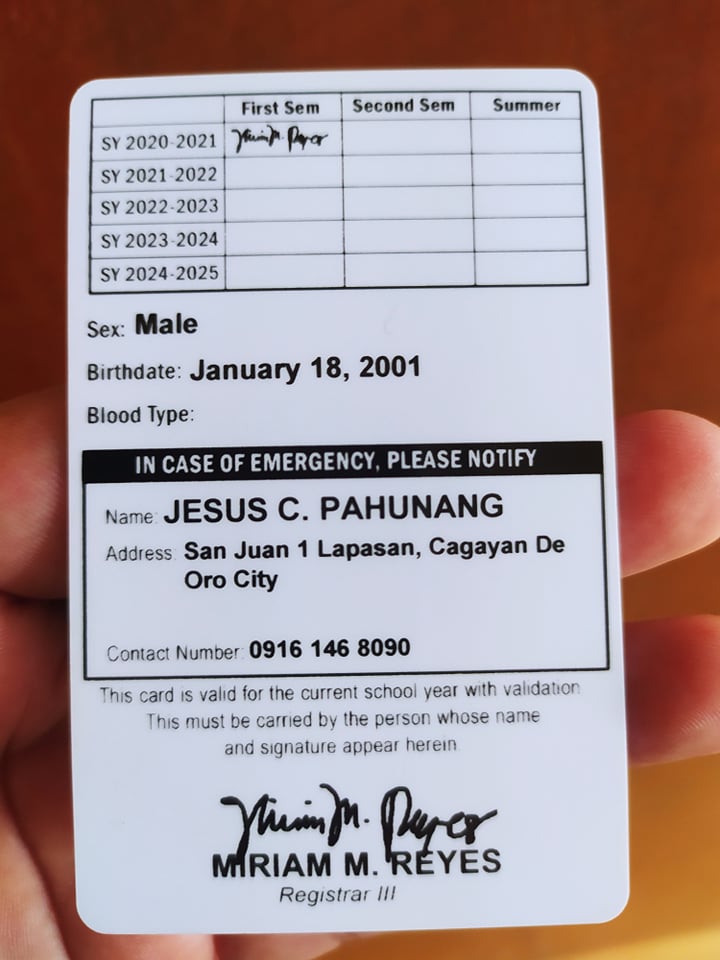 First Sem Second Sem Summer
SY 2020-2021 Miriam M. Reyes
SY 2021-2022
SY 2022-2023
SY 2023-2024
SY 2024-2025
Sex: Male
Birthdate: January 18, 2001
Blood Type:
IN CASE OF EMERGENCY, PLEASE NOTIFY
Name: JESUS C. PAHUNANG
Address: San Juan 1 Lapasan, Cagayan De
Oro City
Contact Number: 0916 146 8090
This card is valid for the current school year with validation
This must be carried by the person whose name
and signature appear herein
Miriam M. Reyes
MIRIAM M. REYES
Registrar III